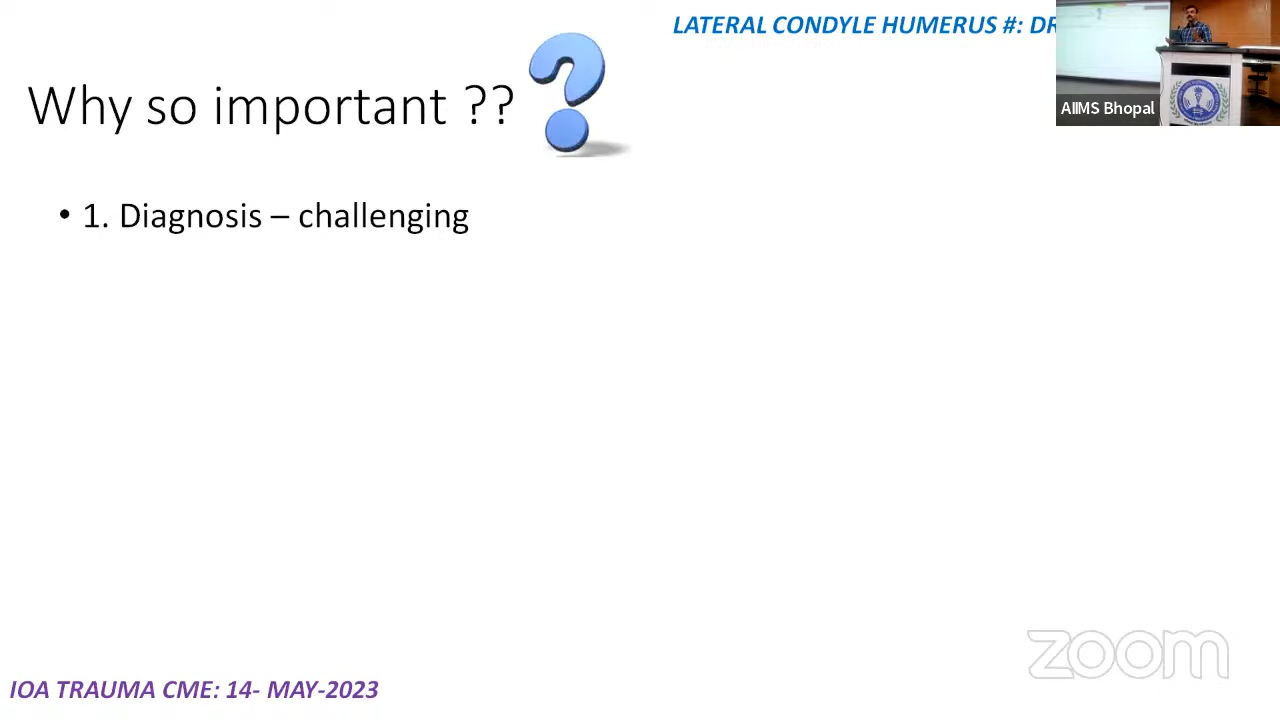 LATERAL CONDYLE HUMERUS #: DR
AIIMS Bhopal
Why so important ??
• 1. Diagnosis – challenging
zoom
IOA TRAUMA CME: 14- MAY-2023